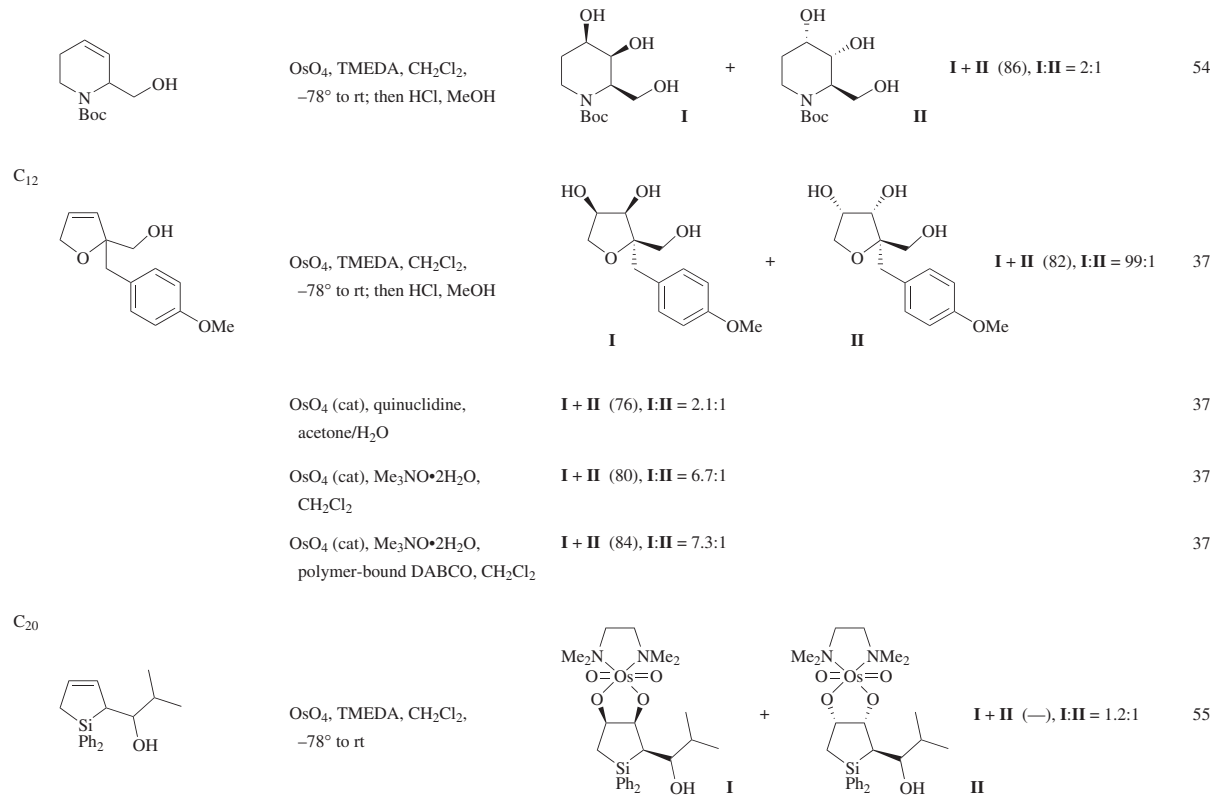 OH
OH
OH
N
Boc
OsO4, TMEDA, CH2Cl2,
–78° to rt; then HCl, MeOH
OH
OH
OH
N
Boc
I
+
OH
OH
OH
N
Boc
II
I + II (86), I:II = 2:1
54
C12
OH
O
OMe
OsO4, TMEDA, CH2Cl2,
–78° to rt; then HCl, MeOH
HO
OH
OH
O
OMe
I
+
HO
OH
OH
O
OMe
II
I + II (82), I:II = 99:1
37
OsO4 (cat), quinuclidine,
acetone/H2O
I + II (76), I:II = 2.1:1
37
OsO4 (cat), Me3NO•2H2O,
CH2Cl2
I + II (80), I:II = 6.7:1
37
OsO4 (cat), Me3NO•2H2O,
polymer-bound DABCO, CH2Cl2
I + II (84), I:II = 7.3:1
37
C20
Si
Ph2
OH
OsO4, TMEDA, CH2Cl2,
–78° to rt
Me2N
NMe2
O=Os=O
O
O
Si
Ph2
OH
I
+
Me2N
NMe2
O=Os=O
O
O
Si
Ph2
OH
II
I + II (—), I:II = 1.2:1
55